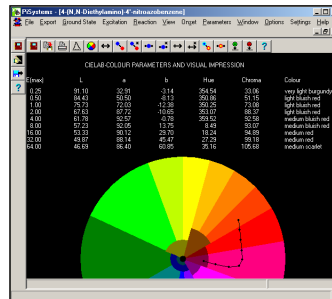 PiSystems - [4-(N,N-Diethylamino)-4'-nitroazobenzene]
File Export Ground State Excitation Reaction View Orget Parameters Window Options Settings Help
CIELAB-COLOUR PARAMETERS AND VISUAL IMPRESSION
E(max) L a b Hue Chroma Colour
0.25 91.10 32.91 -3.14 354.54 33.06 very light burgundy
0.50 84.43 50.50 -8.13 350.86 51.15 light bluish red
1.00 75.73 72.03 -12.38 350.25 73.08 light bluish red
2.00 67.63 87.72 -10.65 353.07 88.37 light bluish red
4.00 61.78 92.57 -0.78 359.52 92.58 medium bluish red
8.00 57.23 92.05 13.75 8.49 93.07 medium bluish red
16.00 53.33 90.12 29.70 18.24 94.89 medium red
32.00 49.87 88.14 45.47 27.29 99.18 medium red
64.00 46.69 86.40 60.85 35.16 105.68 medium scarlet